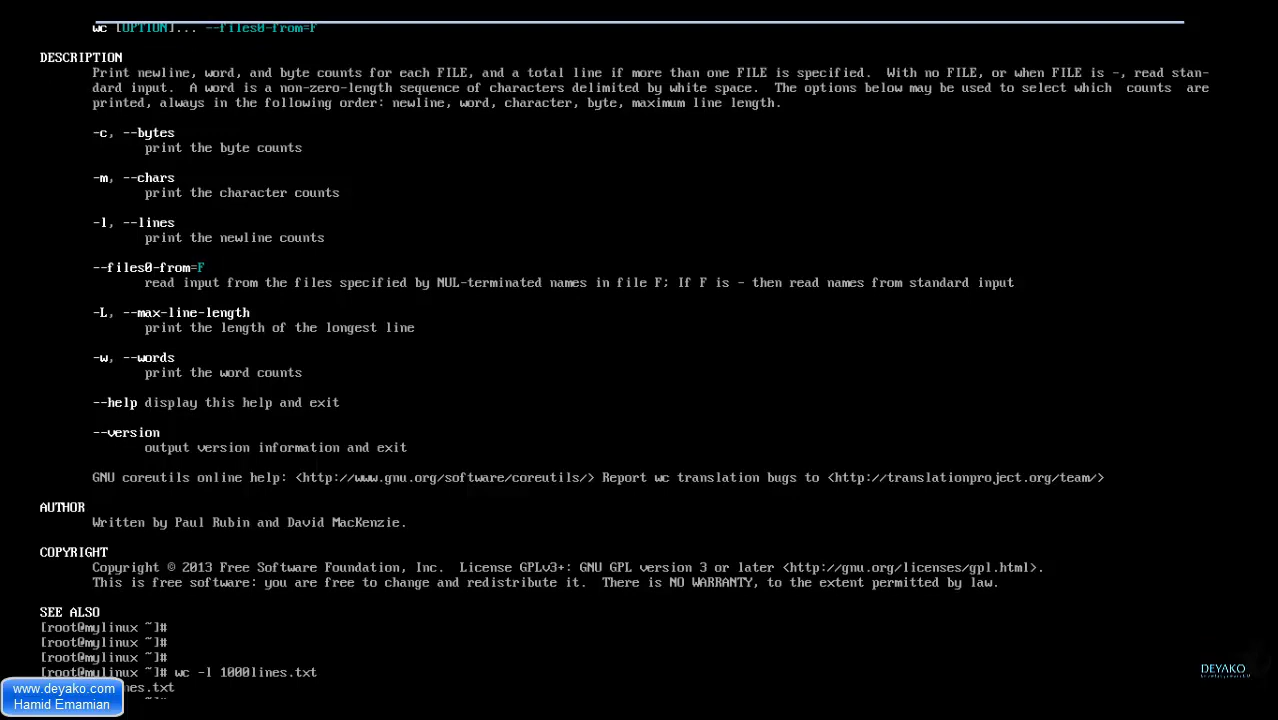 wc [OPTION]... --files0-from=F
DESCRIPTION
Print newline, word, and byte counts for each FILE, and a total line if more than one FILE is specified.  With no FILE, or when FILE is -, read stan-
dard input.  A word is a non-zero-length sequence of characters delimited by white space.  The options below may be used to select which  counts  are
printed, always in the following order: newline, word, character, byte, maximum line length.
-c, --bytes
print the byte counts
-m, --chars
print the character counts
-l, --lines
print the newline counts
--files0-from=F
read input from the files specified by NUL-terminated names in file F; If F is - then read names from standard input
-L, --max-line-length
print the length of the longest line
-w, --words
print the word counts
--help display this help and exit
--version
output version information and exit
GNU coreutils online help: <http://www.gnu.org/software/coreutils/> Report wc translation bugs to <http://translationproject.org/team/>
AUTHOR
Written by Paul Rubin and David MacKenzie.
COPYRIGHT
Copyright © 2013 Free Software Foundation, Inc.  License GPLv3+: GNU GPL version 3 or later <http://gnu.org/licenses/gpl.html>.
This is free software: you are free to change and redistribute it.  There is NO WARRANTY, to the extent permitted by law.
SEE ALSO
[root@mylinux ~]#
[root@mylinux ~]#
[root@mylinux ~]#
[root@mylinux ~]# wc -l 1000lines.txt
nes.txt
~]#
www.deyako.com
Hamid Emamian
DEYAKO